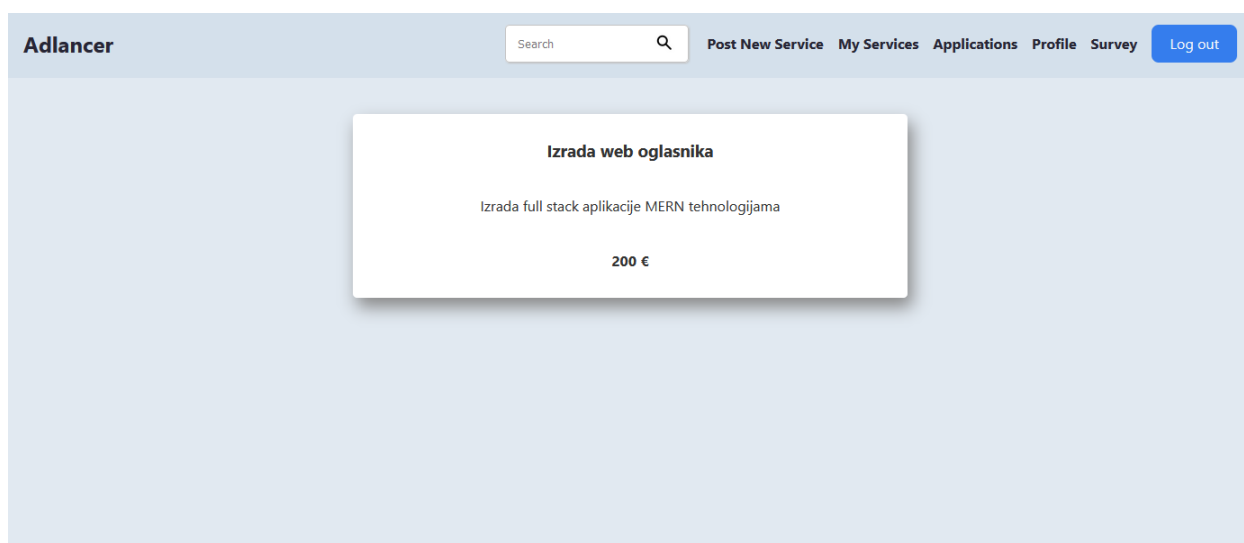 Adlancer
Search
Post New Service My Services Applications Profile Survey Log out
Izrada web oglasnika
Izrada full stack aplikacije MERN tehnologijama
200 €